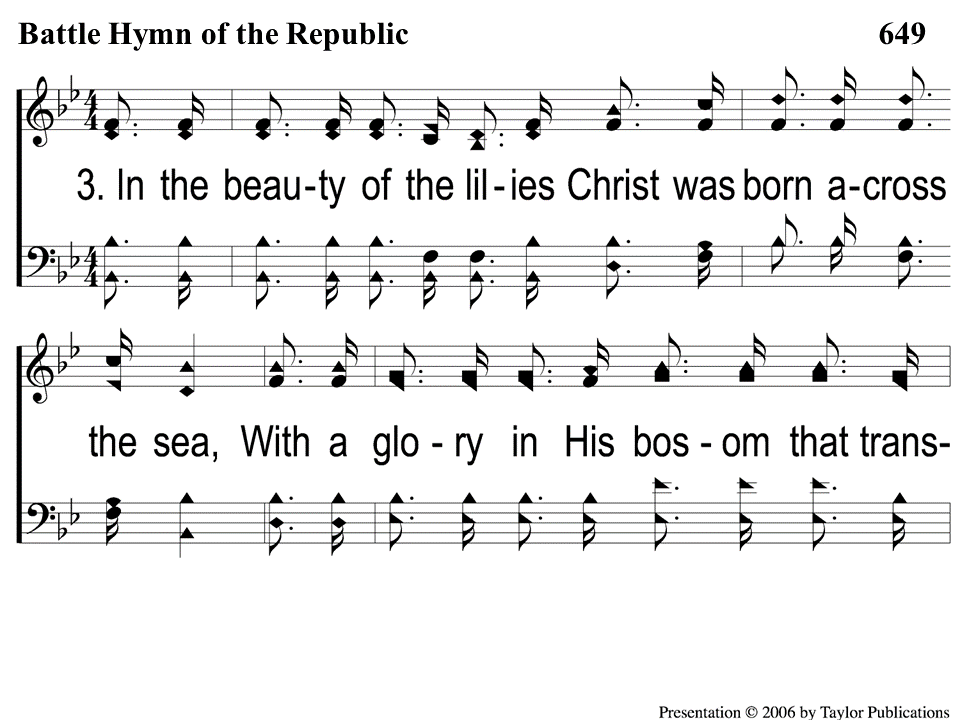 Battle Hymn of the Republic 649
3. In the beau-ty of the lil-ies Christ was born a-cross
the sea, With a glo-ry in His bos-om that trans-
Presentation © 2006 by Taylor Publications